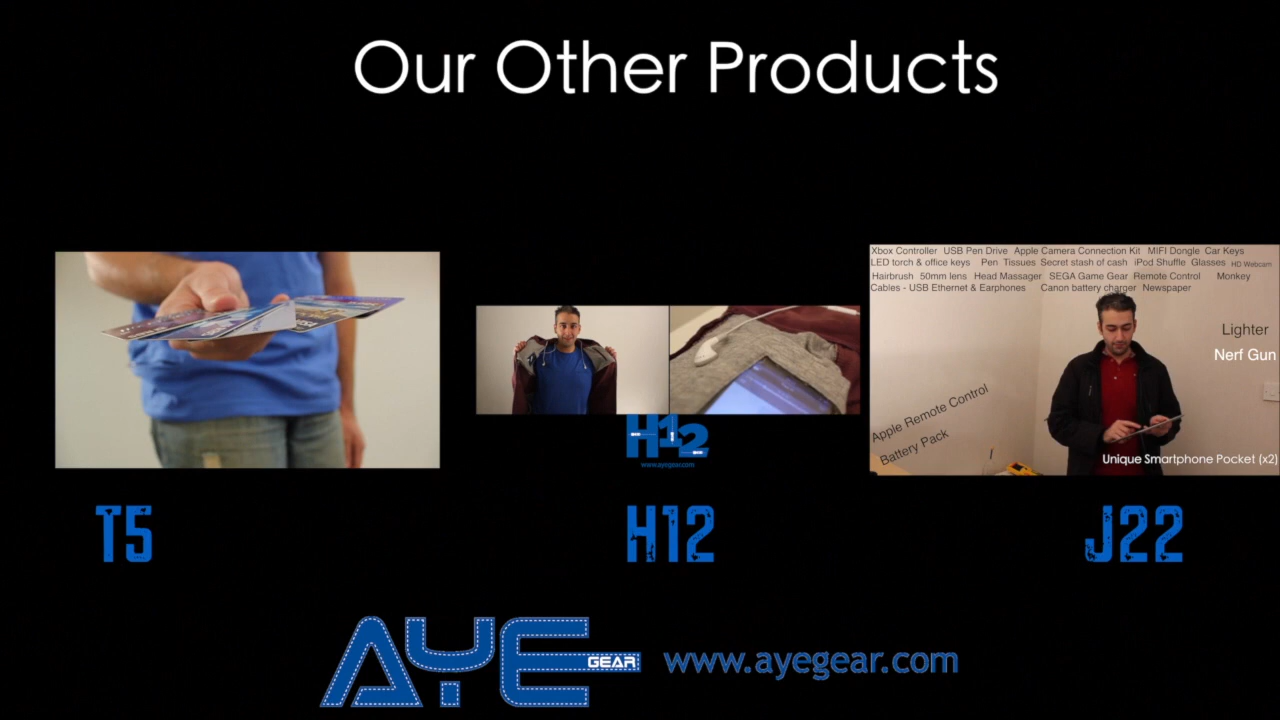 Our Other Products
Xbox Controller USB Pen Drive Apple Camera Connection Kit MIFI Dongle Car Keys
LED torch & office keys Pen Tissues Secret stash of cash iPod Shuffle Glasses HD Webcam
Hairbrush 50mm lens Head Massager SEGA Game Gear Remote Control Monkey
Cables - USB Ethernet & Earphones Canon battery charger Newspaper
Lighter
Nerf Gun
Apple Remote Control
Battery Pack
Unique Smartphone Pocket (x2)
H12
www.ayegear.com
T5
H12
J22
AYE GEAR www.ayegear.com